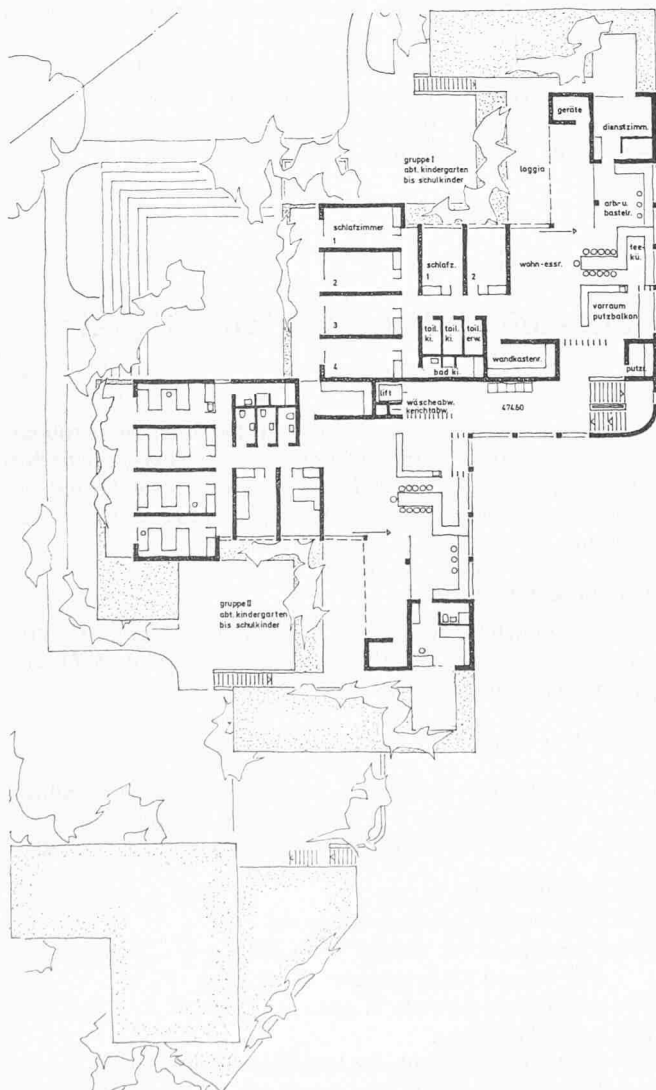 geräte
dienstzimm.
gruppe I
abt. kindergarten
bis schulkinder
loggia
arb.-u.
bastelr.
schlafzimmer
1
schlafz.
1
2
wohn-essr.
tee-
kü.
2
vorraum
putzbalkon
3
toil.
ki.
toil.
ki.
toil.
erw.
4
bad ki.
wandkastenr.
putzr.
lift
wäscheabw.
kerichtabw.
474.60
gruppe II
abt. kindergarten
bis schulkinder